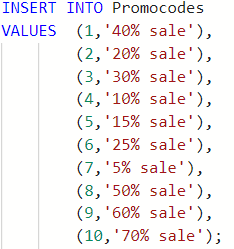 INSERT INTO Promocodes
VALUES (1,'40% sale'),
(2,'20% sale'),
(3,'30% sale'),
(4,'10% sale'),
(5,'15% sale'),
(6,'25% sale'),
(7,'5% sale'),
(8,'50% sale'),
(9,'60% sale'),
(10,'70% sale');